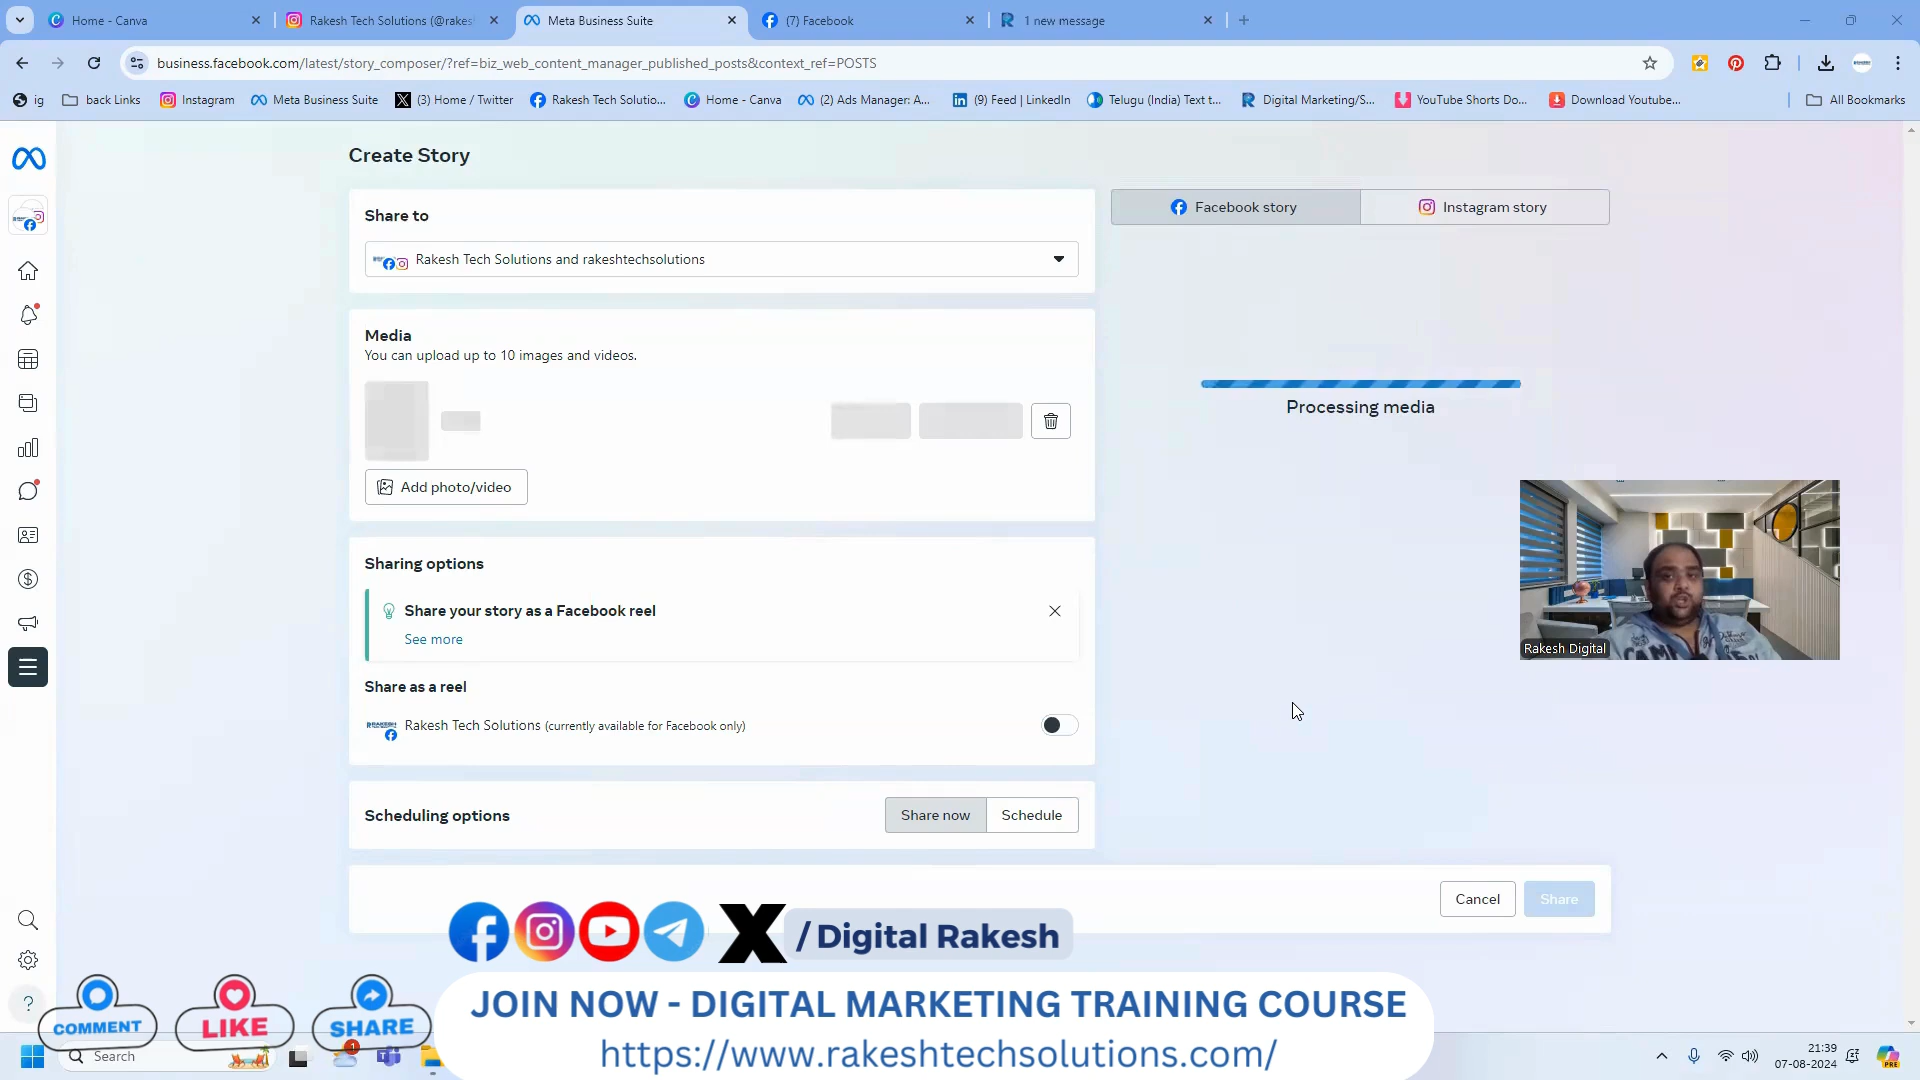 Home - Canva
Rakesh Tech Solutions (@rakes
Meta Business Suite
(7) Facebook
1 new message
business.facebook.com/latest/story_composer/?ref=biz_web_content_manager_published_posts&context_ref=POSTS
ig
back Links
Instagram
Meta Business Suite
(3) Home / Twitter
Rakesh Tech Solutio...
Home - Canva
(2) Ads Manager: A...
(9) Feed | LinkedIn
Telugu (India) Text t...
Digital Marketing/S...
YouTube Shorts Do...
Download Youtube...
All Bookmarks
Create Story
Share to
Rakesh Tech Solutions and rakeshtechsolutions
Facebook story
Instagram story
Media
You can upload up to 10 images and videos.
Processing media
Add photo/video
Sharing options
Share your story as a Facebook reel
See more
Share as a reel
Rakesh Tech Solutions (currently available for Facebook only)
Rakesh Digital
Scheduling options
Share now
Schedule
Cancel
Share
/Digital Rakesh
COMMENT
LIKE
SHARE
JOIN NOW - DIGITAL MARKETING TRAINING COURSE
https://www.rakeshtechsolutions.com/
Search
1
21:39
07-08-2024
PRE